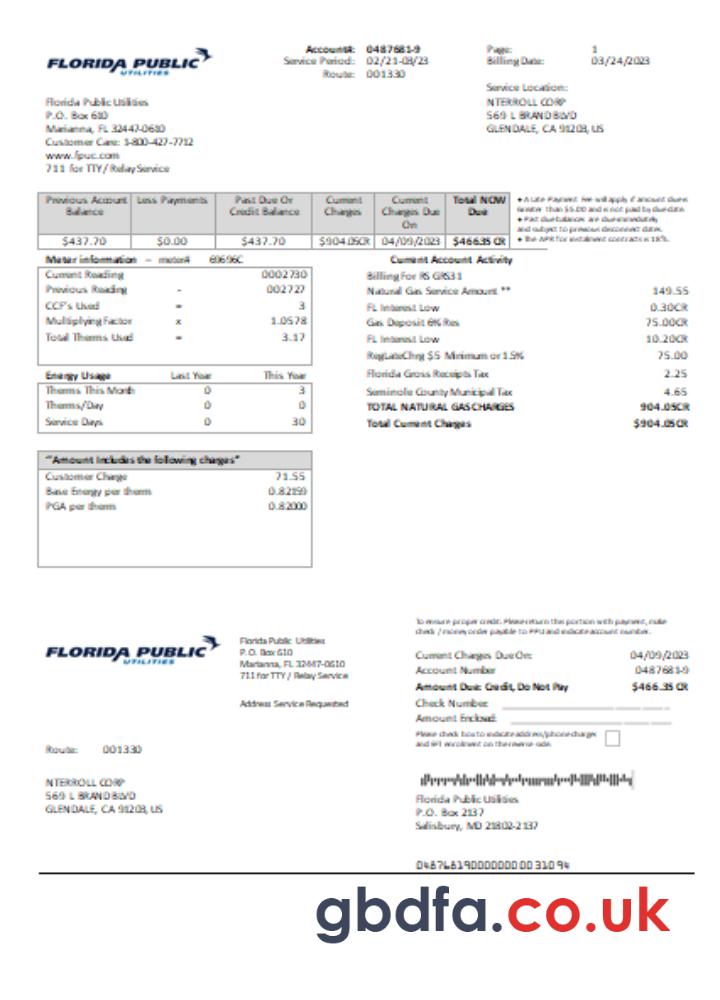 FLORIDA PUBLIC
UTILITIES
Account#: 0487681-9
Service Period: 02/21-03/23
Route: 001330
Page: 1
Billing Date: 03/24/2023
Service Location:
NTERROLL CORP
569 L BRAND BLVD
GLENDALE, CA 91203, US
Florida Public Utilities
P.O. Box 610
Marianna, FL 32447-0610
Customer Care: 1-800-427-7712
www.fpuc.com
711 for TTY/ Relay Service
Previous Account Balance Less Payments Past Due Or Credit Balance Current Charges Current Charges Due On Total NOW Due
$437.70 $0.00 $437.70 $904.05CR 04/09/2023 $466.35 CR
• A Late Payment Fee will apply if amount due is
Greater than $5.00 and is not paid by due date.
• Past due balances are due immediately
and subject to previous disconnect dates.
• The APR for instalment contracts is 18%.
Meter information – meter# 69696C
Current Reading 0002730
Previous Reading - 002727
CCF's Used = 3
Multiplying Factor x 1.0578
Total Therms Used = 3.17
Energy Usage Last Year This Year
Therms This Month 0 3
Therms/Day 0 0
Service Days 0 30
Current Account Activity
Billing For RS GRS31
Natural Gas Service Amount ** 149.55
FL Interest Low 0.30CR
Gas Deposit 6% Res 75.00CR
FL Interest Low 10.20CR
RegLateChrg $5 Minimum or 1.5% 75.00
Florida Gross Receipts Tax 2.25
Seminole County Municipal Tax 4.65
TOTAL NATURAL GAS CHARGES 904.05CR
Total Current Charges $904.05CR
"Amount Includes the following charges"
Customer Charge 71.55
Base Energy per therm 0.82159
PGA per therm 0.82000
FLORIDA PUBLIC
UTILITIES
Florida Public Utilities
P.O. Box 610
Marianna, FL 32447-0610
711 for TTY / Relay Service
Address Service Requested
To ensure proper credit. Please return this portion with payment, make
check / money order payable to FPU and indicate account number.
Current Charges Due On: 04/09/2023
Account Number 0487681-9
Amount Due: Credit, Do Not Pay $466.35 CR
Check Number:
Amount Enclosed:
Please check box to indicate address/phone charges
and EFT enrolment on the reverse side.
Route: 001330
NTERROLL CORP
569 L BRAND BLVD
GLENDALE, CA 91203, US
Florida Public Utilities
P.O. Box 2137
Salisbury, MD 21802-2137
gbdfa.co.uk